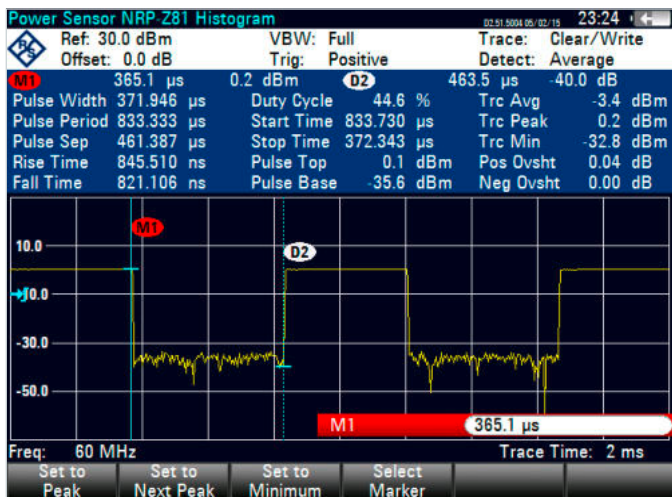 Power Sensor NRP-Z81 Histogram 02.51.5004 05/02/15 23:24
Ref: 30.0 dBm VBW: Full Trace: Clear/Write
Offset: 0.0 dB Trig: Positive Detect: Average
M1 365.1 µs 0.2 dBm D2 463.5 µs -40.0 dB
Pulse Width 371.946 µs Duty Cycle 44.6 % Trc Avg -3.4 dBm
Pulse Period 833.333 µs Start Time 833.730 µs Trc Peak 0.2 dBm
Pulse Sep 461.387 µs Stop Time 372.343 µs Trc Min -32.8 dBm
Rise Time 845.510 ns Pulse Top 0.1 dBm Pos Ovsht 0.04 dB
Fall Time 821.106 ns Pulse Base -35.6 dBm Neg Ovsht 0.00 dB
M1
10.0
D2
-10.0
-30.0
-50.0
M1 365.1 µs
Freq: 60 MHz Trace Time: 2 ms
Set to Peak
Set to Next Peak
Set to Minimum
Select Marker